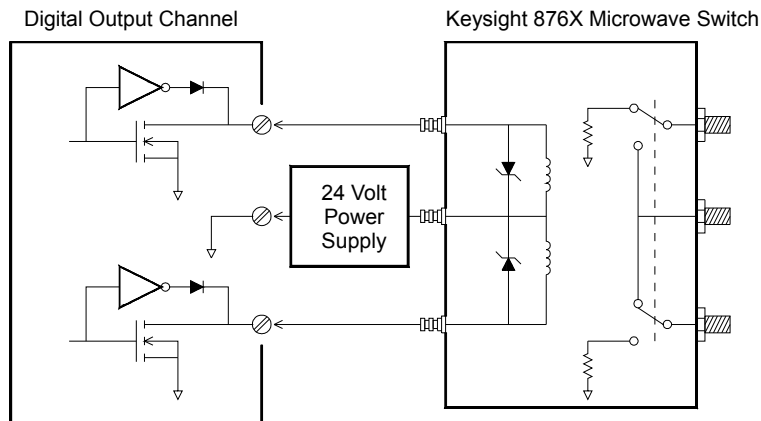 Digital Output Channel
Keysight 876X Microwave Switch
24 Volt
Power
Supply